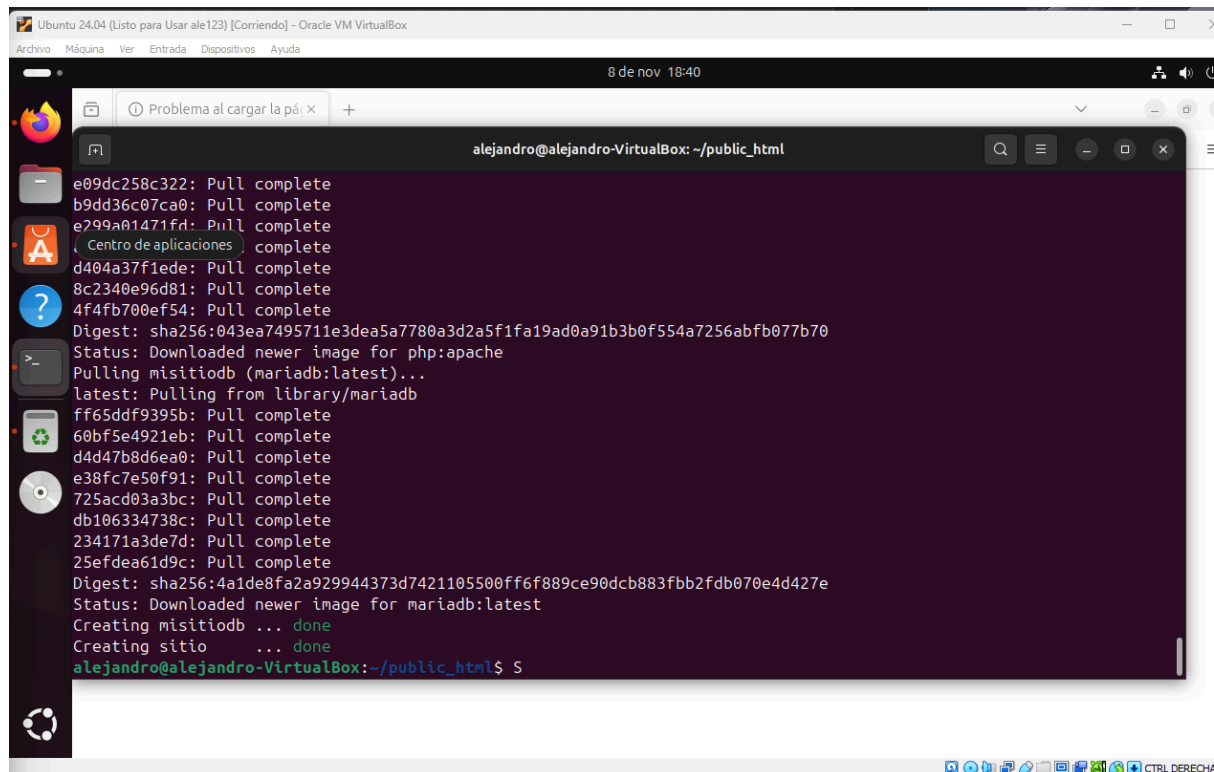 Ubuntu 24.04 (Listo para Usar ale123) [Corriendo] - Oracle VM VirtualBox
Archivo Máquina Ver Entrada Dispositivos Ayuda
8 de nov 18:40
Problema al cargar la pág
alejandro@alejandro-VirtualBox: ~/public_html
e09dc258c322: Pull complete
b9dd36c07ca0: Pull complete
e299a01471fd: Pull complete
Centro de aplicaciones complete
d404a37f1ede: Pull complete
8c2340e96d81: Pull complete
4f4fb700ef54: Pull complete
Digest: sha256:043ea7495711e3dea5a7780a3d2a5f1fa19ad0a91b3b0f554a7256abfb077b70
Status: Downloaded newer image for php:apache
Pulling misitiodb (mariadb:latest)...
latest: Pulling from library/mariadb
ff65ddf9395b: Pull complete
60bf5e4921eb: Pull complete
d4d47b8d6ea0: Pull complete
e38fc7e50f91: Pull complete
725acd03a3bc: Pull complete
db106334738c: Pull complete
234171a3de7d: Pull complete
25efdea61d9c: Pull complete
Digest: sha256:4a1de8fa2a929944373d7421105500ff6f889ce90dcb883fbb2fdb070e4d427e
Status: Downloaded newer image for mariadb:latest
Creating misitiodb ... done
Creating sitio ... done
alejandro@alejandro-VirtualBox:~/public_html$ S
CTRL DERECHA